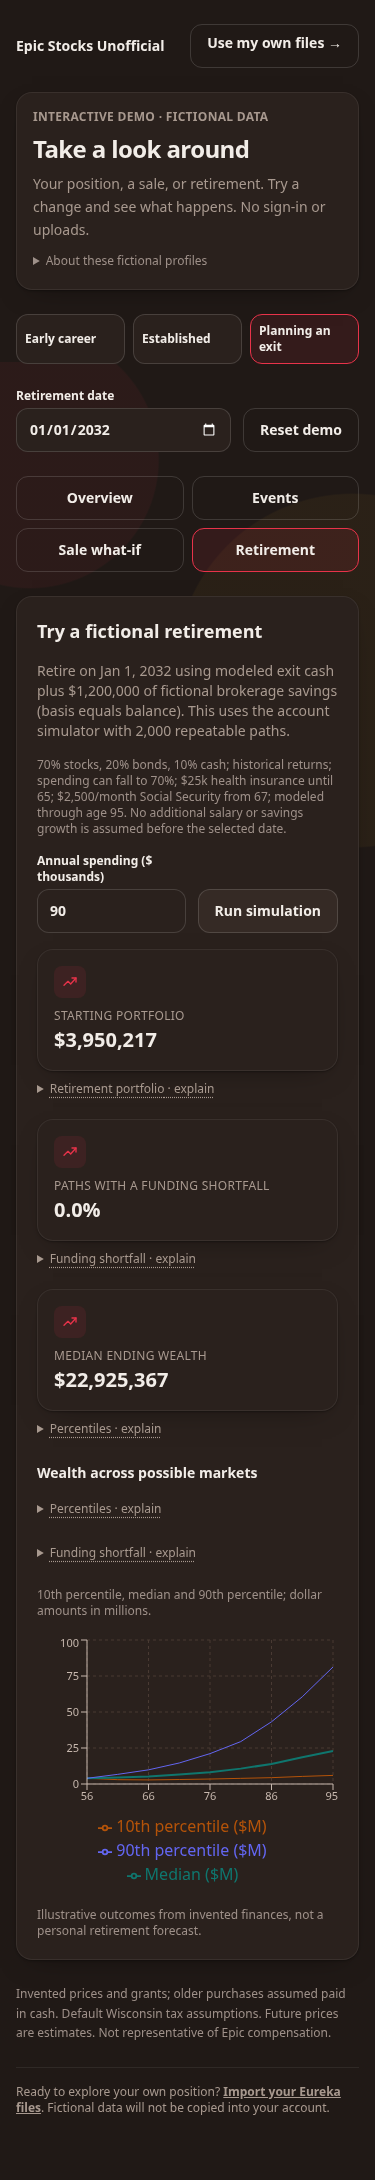 Epic Stocks Unofficial
Use my own files →
INTERACTIVE DEMO · FICTIONAL DATA
Take a look around
Your position, a sale, or retirement. Try a
change and see what happens. No sign-in or
uploads.
About these fictional profiles
Early career
Established
Planning an
exit
Retirement date
01/01/2032
Reset demo
Overview
Events
Sale what-if
Retirement
Try a fictional retirement
Retire on Jan 1, 2032 using modeled exit cash
plus $1,200,000 of fictional brokerage savings
(basis equals balance). This uses the account
simulator with 2,000 repeatable paths.
70% stocks, 20% bonds, 10% cash; historical returns;
spending can fall to 70%; $25k health insurance until
65; $2,500/month Social Security from 67; modeled
through age 95. No additional salary or savings
growth is assumed before the selected date.
Annual spending ($
thousands)
90
Run simulation
STARTING PORTFOLIO
$3,950,217
Retirement portfolio · explain
PATHS WITH A FUNDING SHORTFALL
0.0%
Funding shortfall · explain
MEDIAN ENDING WEALTH
$22,925,367
Percentiles · explain
Wealth across possible markets
Percentiles · explain
Funding shortfall · explain
10th percentile, median and 90th percentile; dollar
amounts in millions.
100
75
50
25
0
56 66 76 86 95
10th percentile ($M)
90th percentile ($M)
Median ($M)
Illustrative outcomes from invented finances, not a
personal retirement forecast.
Invented prices and grants; older purchases assumed paid
in cash. Default Wisconsin tax assumptions. Future prices
are estimates. Not representative of Epic compensation.
Ready to explore your own position? Import your Eureka
files. Fictional data will not be copied into your account.